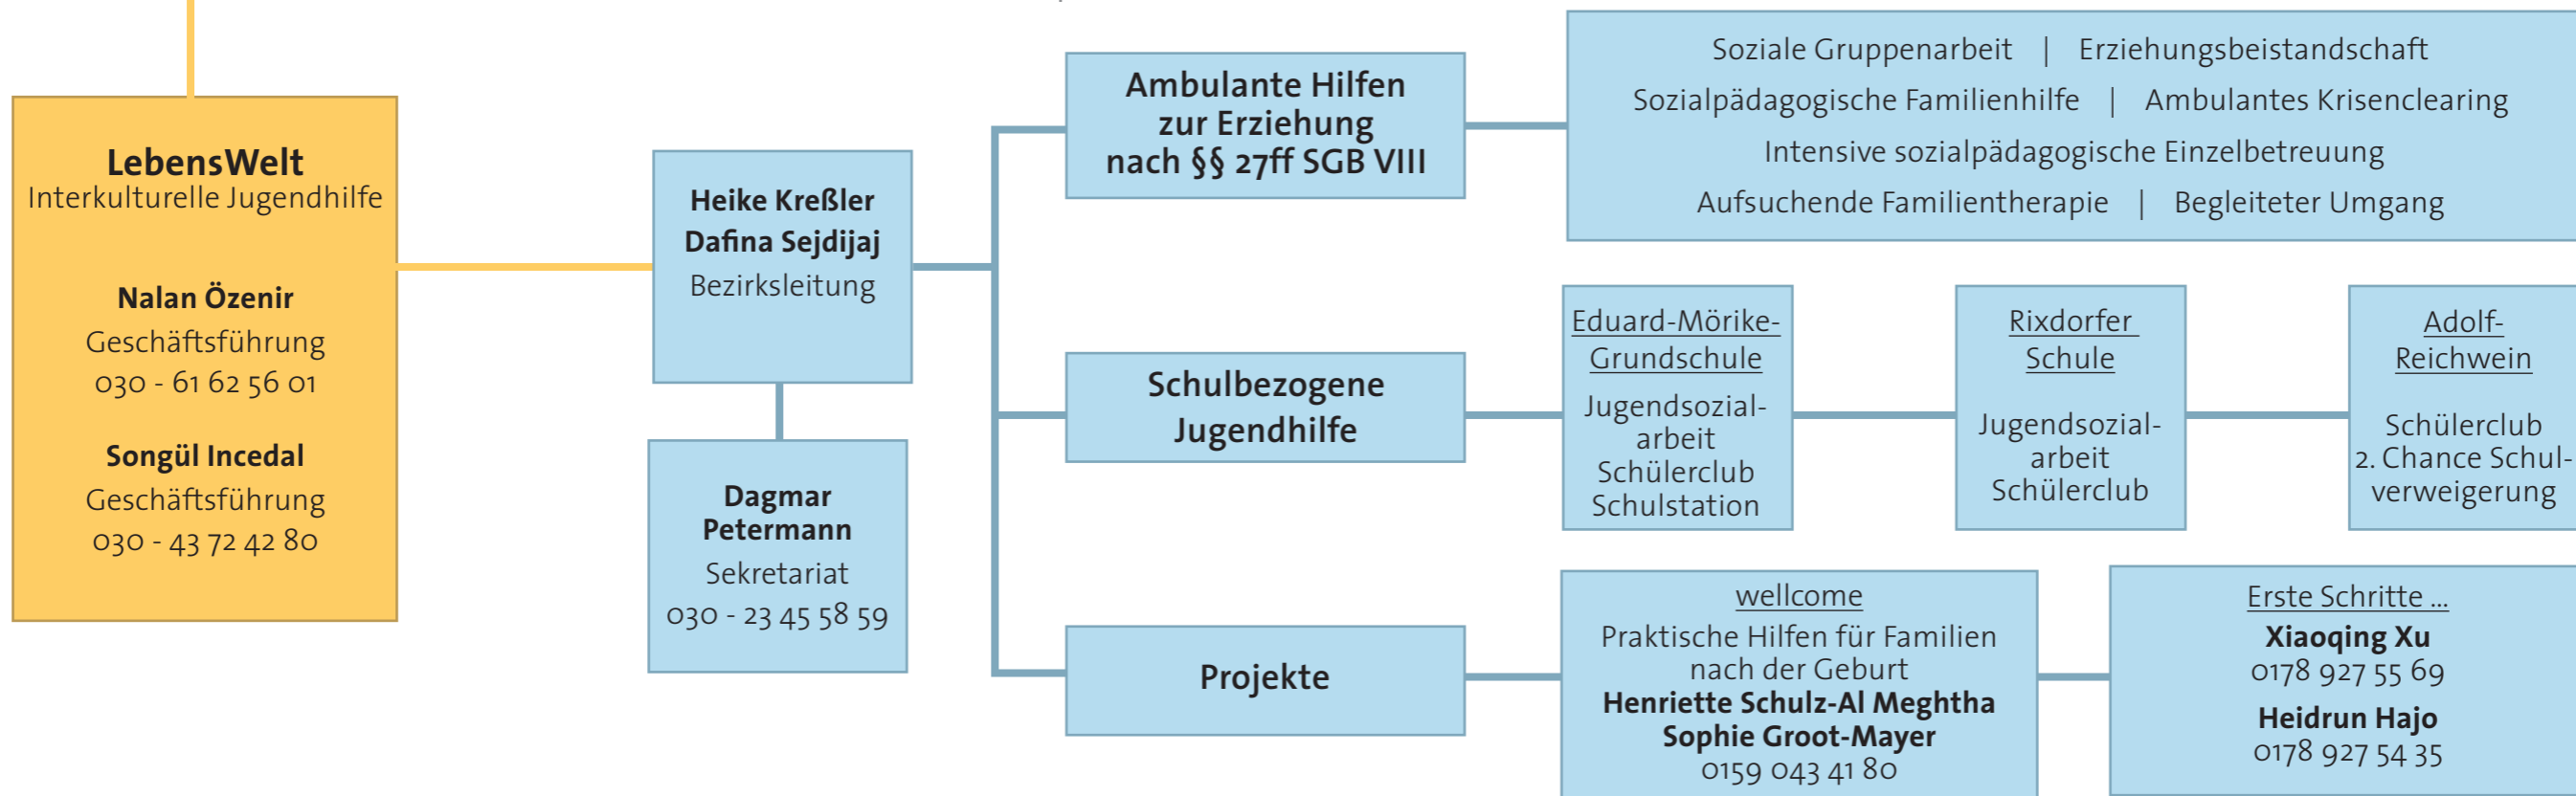 LebensWelt
Interkulturelle Jugendhilfe
Nalan Özenir
Geschäftsführung
030 - 61 62 56 01
Songül Incedal
Geschäftsführung
030 - 43 72 42 80
Heike Kreßler
Dafina Sejdijaj
Bezirksleitung
Dagmar
Petermann
Sekretariat
030 - 23 45 58 59
Ambulante Hilfen
zur Erziehung
nach §§ 27ff SGB VIII
Soziale Gruppenarbeit | Erziehungsbeistandschaft
Sozialpädagogische Familienhilfe | Ambulantes Krisenclearing
Intensive sozialpädagogische Einzelbetreuung
Aufsuchende Familientherapie | Begleiteter Umgang
Schulbezogene
Jugendhilfe
Eduard-Mörike-
Grundschule
Jugendsozial-
arbeit
Schülerclub
Schulstation
Rixdorfer
Schule
Jugendsozial-
arbeit
Schülerclub
Adolf-
Reichwein
Schülerclub
2. Chance Schul-
verweigerung
Projekte
wellcome
Praktische Hilfen für Familien
nach der Geburt
Henriette Schulz-Al Meghtha
Sophie Groot-Mayer
0159 043 41 80
Erste Schritte ...
Xiaoqing Xu
0178 927 55 69
Heidrun Hajo
0178 927 54 35